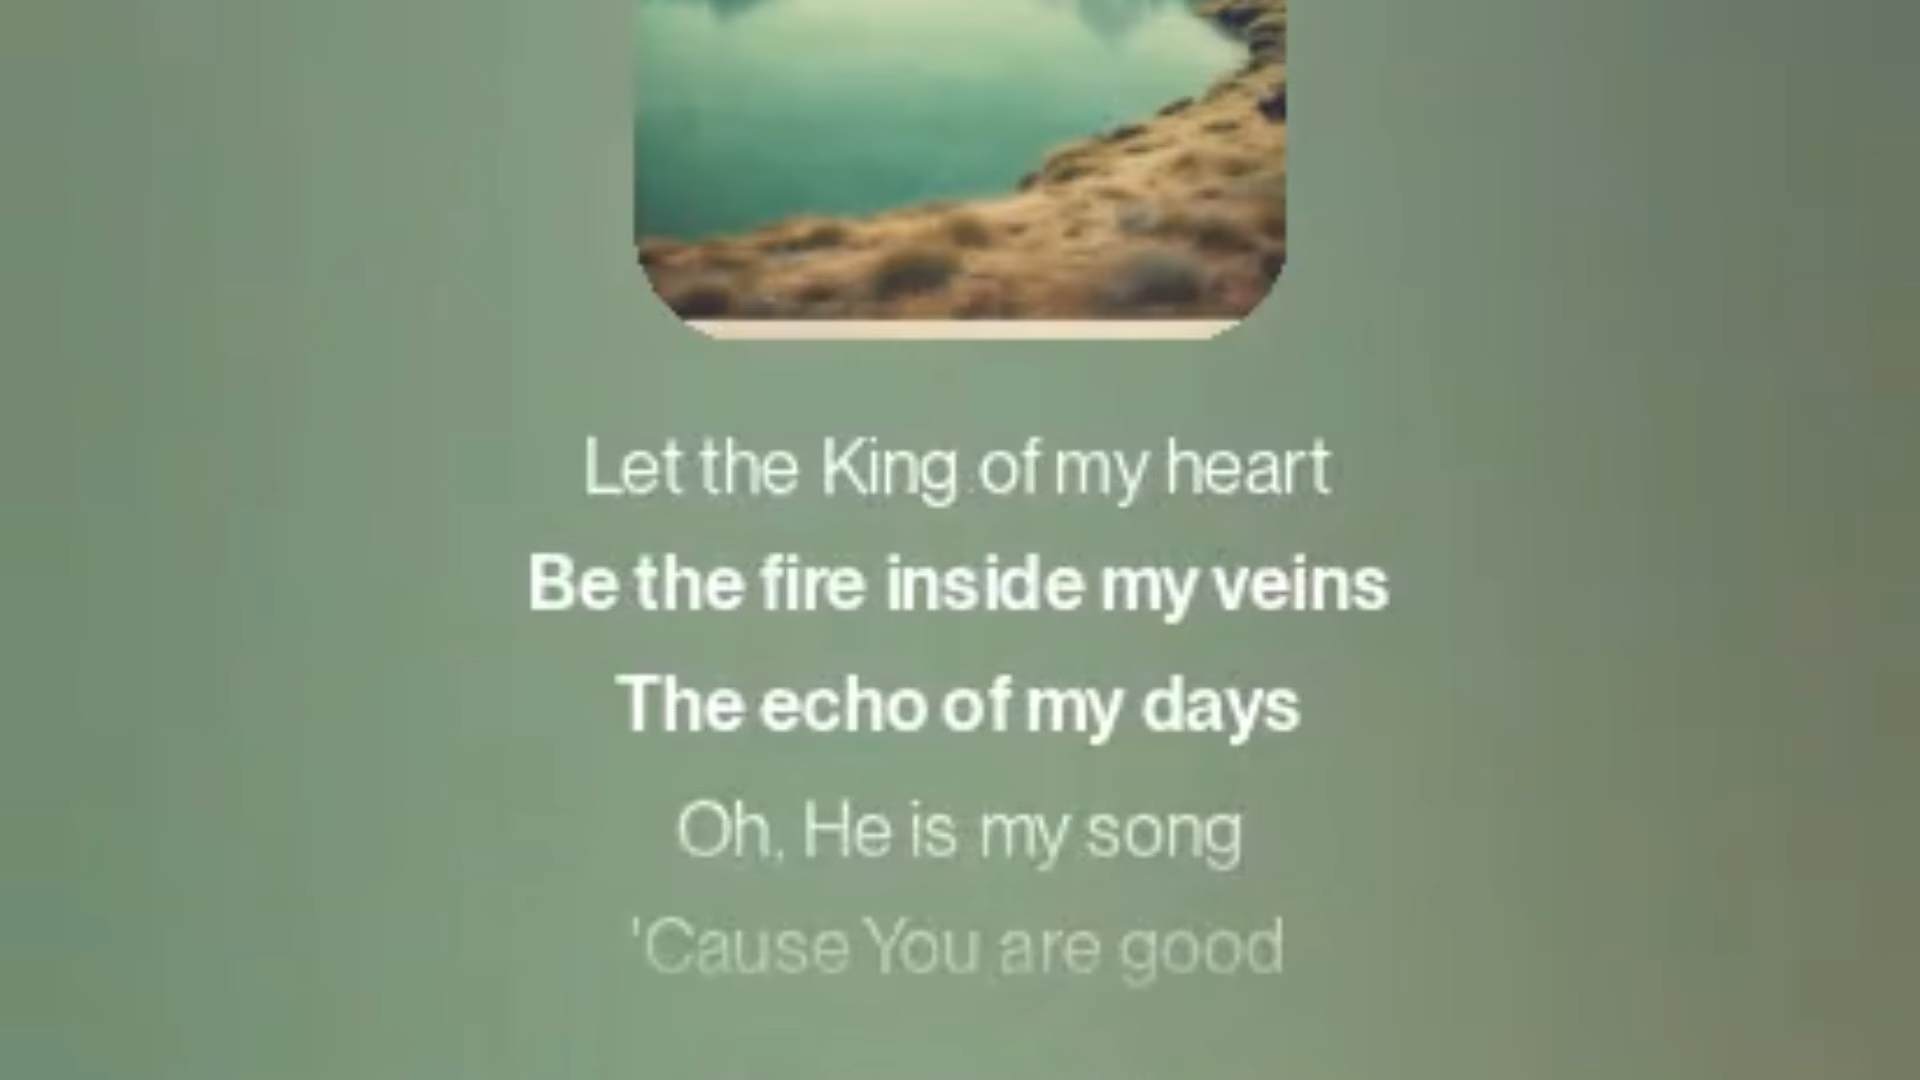 Let the King of my heart
Be the fire inside my veins
The echo of my days
Oh, He is my song
'Cause You are good